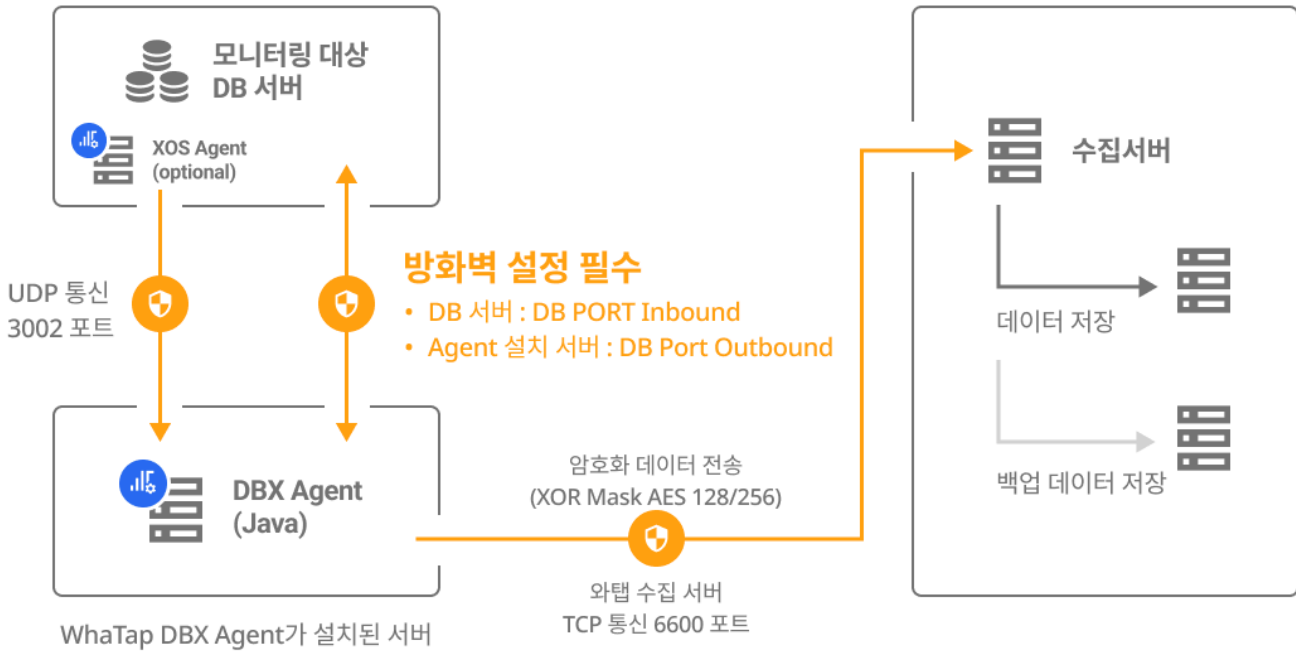 모니터링 대상
DB 서버
XOS Agent
(optional)
UDP 통신
3002 포트
방화벽 설정 필수
• DB 서버 : DB PORT Inbound
• Agent 설치 서버 : DB Port Outbound
DBX Agent
(Java)
WhaTap DBX Agent가 설치된 서버
암호화 데이터 전송
(XOR Mask AES 128/256)
와탭 수집 서버
TCP 통신 6600 포트
수집서버
데이터 저장
백업 데이터 저장